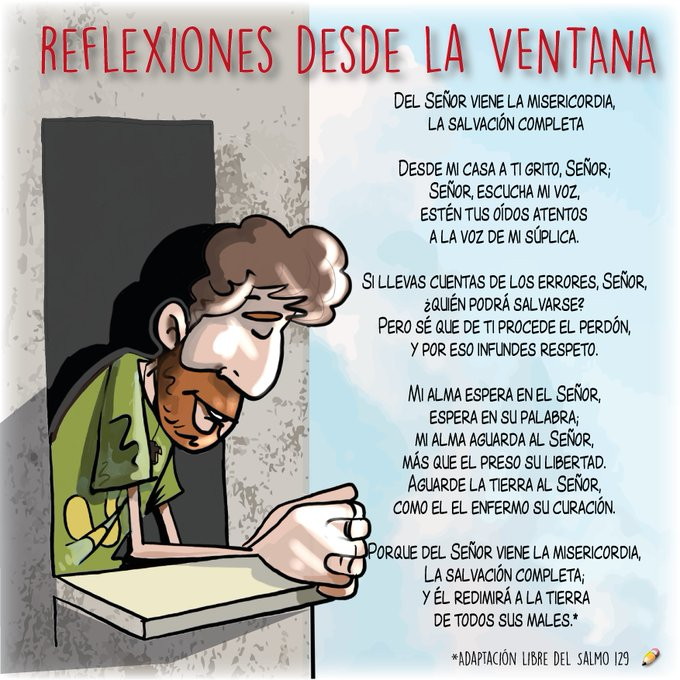 REFLEXIONES DESDE LA VENTANA
DEL SEÑOR VIENE LA MISERICORDIA,
LA SALVACIÓN COMPLETA
DESDE MI CASA A TI GRITO, SEÑOR;
SEÑOR, ESCUCHA MI VOZ,
ESTÉN TUS OÍDOS ATENTOS
A LA VOZ DE MI SÚPLICA.
SI LLEVAS CUENTAS DE LOS ERRORES, SEÑOR,
¿QUIÉN PODRÁ SALVARSE?
PERO SÉ QUE DE TI PROCEDE EL PERDÓN,
Y POR ESO INFUNDES RESPETO.
MI ALMA ESPERA EN EL SEÑOR,
ESPERA EN SU PALABRA;
MI ALMA AGUARDA AL SEÑOR,
MÁS QUE EL PRESO SU LIBERTAD.
AGUARDE LA TIERRA AL SEÑOR,
COMO EL EL ENFERMO SU CURACIÓN.
PORQUE DEL SEÑOR VIENE LA MISERICORDIA,
LA SALVACIÓN COMPLETA;
Y ÉL REDIMIRÁ A LA TIERRA
DE TODOS SUS MALES.*
*ADAPTACIÓN LIBRE DEL SALMO 129